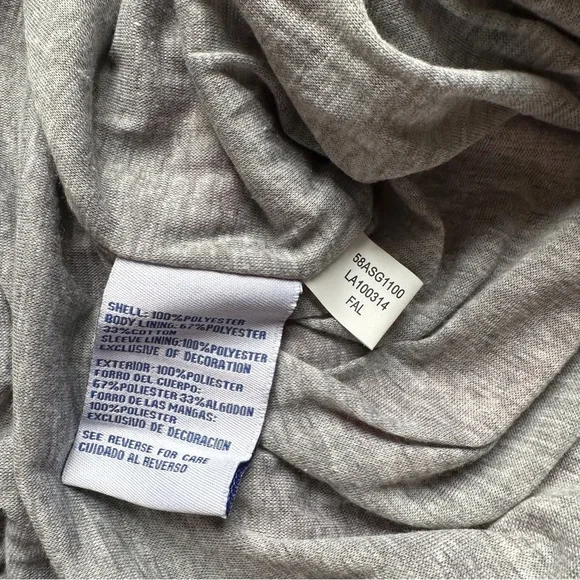 SHELL: 100%POLYESTER
BODY LINING: 67%POLYESTER
33%COTTON
SLEEVE LINING:100%POLYESTER
EXCLUSIVE OF DECORATION
EXTERIOR: 100%POLIESTER
FORRO DEL CUERPO:
67%POLIESTER 33%ALGODON
FORRO DE LAS MANGAS:
100%POLIESTER
EXCLUSIVO DE DECORACION
SEE REVERSE FOR CARE
CUIDADO AL REVERSO
58ASG1100
LA100314
FAL